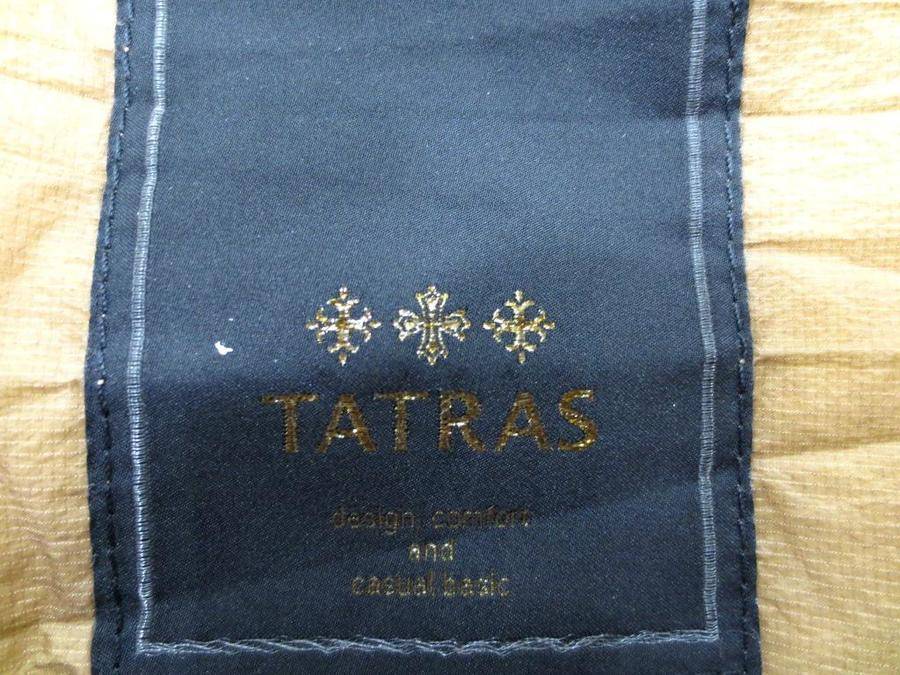 TATRAS
design, comfort
and
casual basic